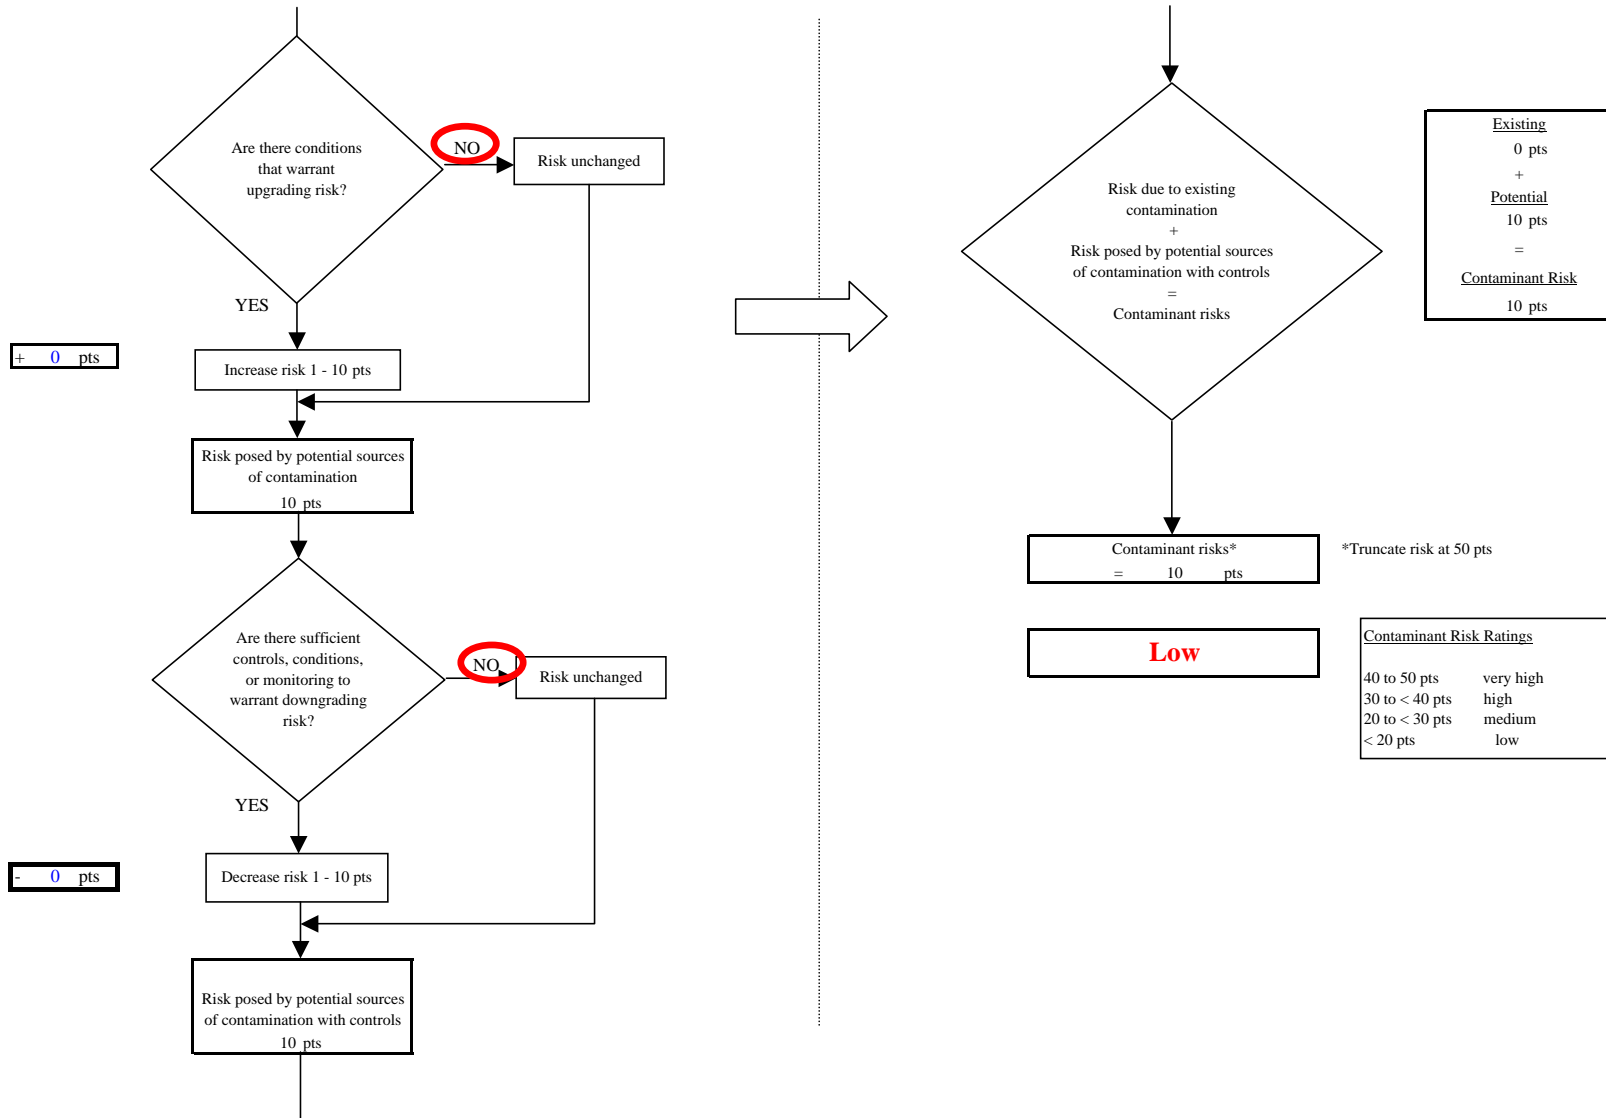 Are there conditions
that warrant
upgrading risk?
NO
Risk unchanged
YES
+ 0 pts
Increase risk 1 - 10 pts
Risk posed by potential sources
of contamination
10 pts
Are there sufficient
controls, conditions,
or monitoring to
warrant downgrading
risk?
NO
Risk unchanged
YES
- 0 pts
Decrease risk 1 - 10 pts
Risk posed by potential sources
of contamination with controls
10 pts
Risk due to existing
contamination
+
Risk posed by potential sources
of contamination with controls
=
Contaminant risks
Existing
0 pts
+
Potential
10 pts
=
Contaminant Risk
10 pts
Contaminant risks*
= 10 pts
*Truncate risk at 50 pts
Low
Contaminant Risk Ratings
40 to 50 pts very high
30 to < 40 pts high
20 to < 30 pts medium
< 20 pts low